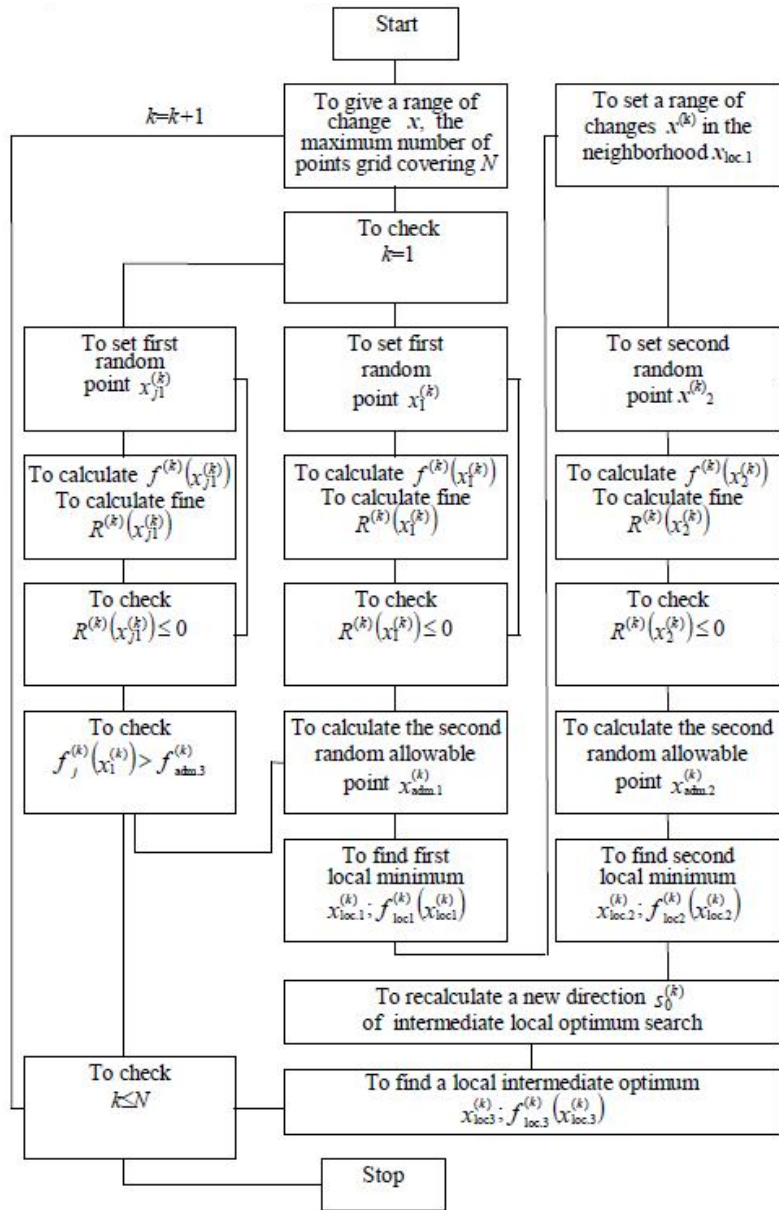 Start
k=k+1
To give a range of
change x, the
maximum number of
points grid covering N
To set a range of
changes x^(k) in the
neighborhood x_loc.1
To check
k=1
To set first
random
point x_j1^(k)
To set first
random
point x_1^(k)
To set second
random
point x^(k)_2
To calculate f^(k)(x_j1^(k))
To calculate fine
R^(k)(x_j1^(k))
To calculate f^(k)(x_1^(k))
To calculate fine
R^(k)(x_1^(k))
To calculate f^(k)(x_2^(k))
To calculate fine
R^(k)(x_2^(k))
To check
R^(k)(x_j1^(k)) ≤ 0
To check
R^(k)(x_1^(k)) ≤ 0
To check
R^(k)(x_2^(k)) ≤ 0
To check
f_j^(k)(x_1^(k)) > f_adm.3^(k)
To calculate the second
random allowable
point x_adm.1^(k)
To calculate the second
random allowable
point x_adm.2^(k)
To find first
local minimum
x_loc.1^(k); f_loc1^(k)(x_loc1^(k))
To find second
local minimum
x_loc.2^(k); f_loc2^(k)(x_loc.2^(k))
To recalculate a new direction s_0^(k)
of intermediate local optimum search
To check
k≤N
To find a local intermediate optimum
x_loc3^(k); f_loc.3^(k)(x_loc.3^(k))
Stop